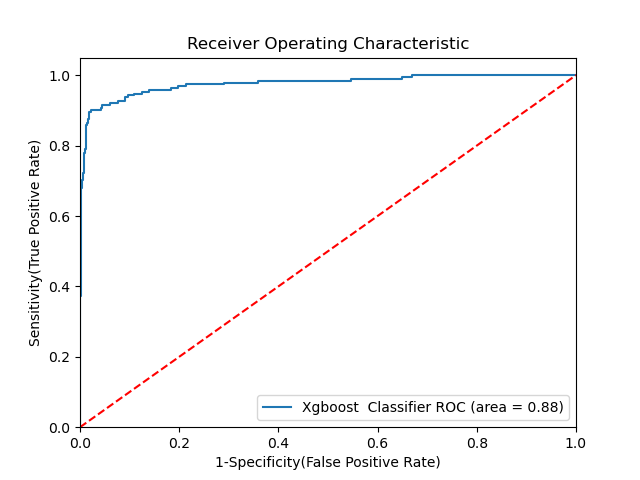 Receiver Operating Characteristic
1.0
0.8
0.6
0.4
0.2
0.0
Sensitivity(True Positive Rate)
Xgboost  Classifier ROC (area = 0.88)
0.0 0.2 0.4 0.6 0.8 1.0
1-Specificity(False Positive Rate)